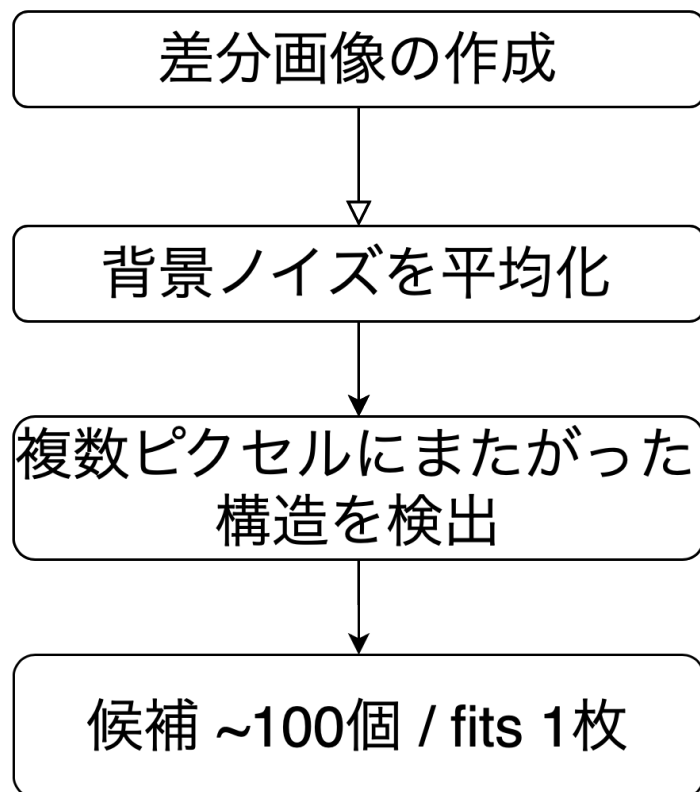 差分画像の作成
背景ノイズを平均化
複数ピクセルにまたがった
構造を検出
候補 ~100個 / fits 1枚